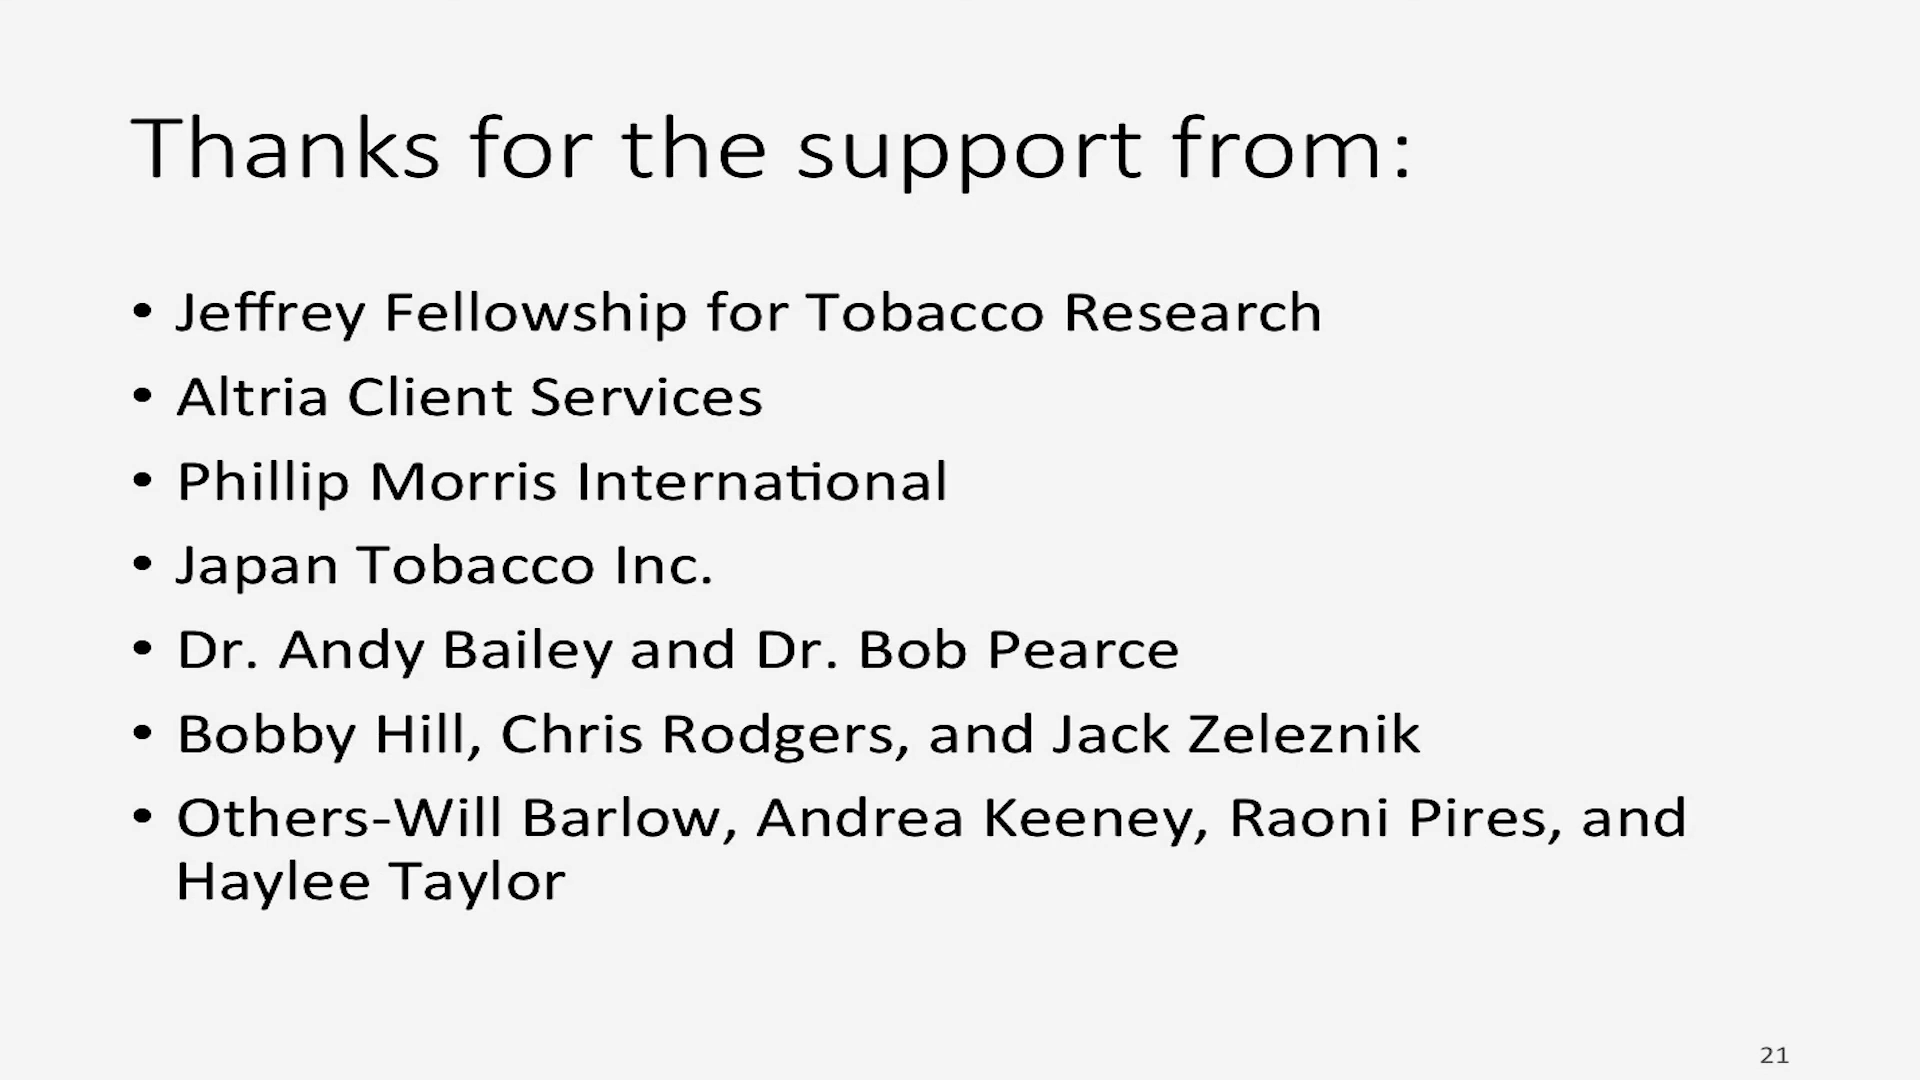 Thanks for the support from:
• Jeffrey Fellowship for Tobacco Research
• Altria Client Services
• Phillip Morris International
• Japan Tobacco Inc.
• Dr. Andy Bailey and Dr. Bob Pearce
• Bobby Hill, Chris Rodgers, and Jack Zeleznik
• Others-Will Barlow, Andrea Keeney, Raoni Pires, and
Haylee Taylor
21